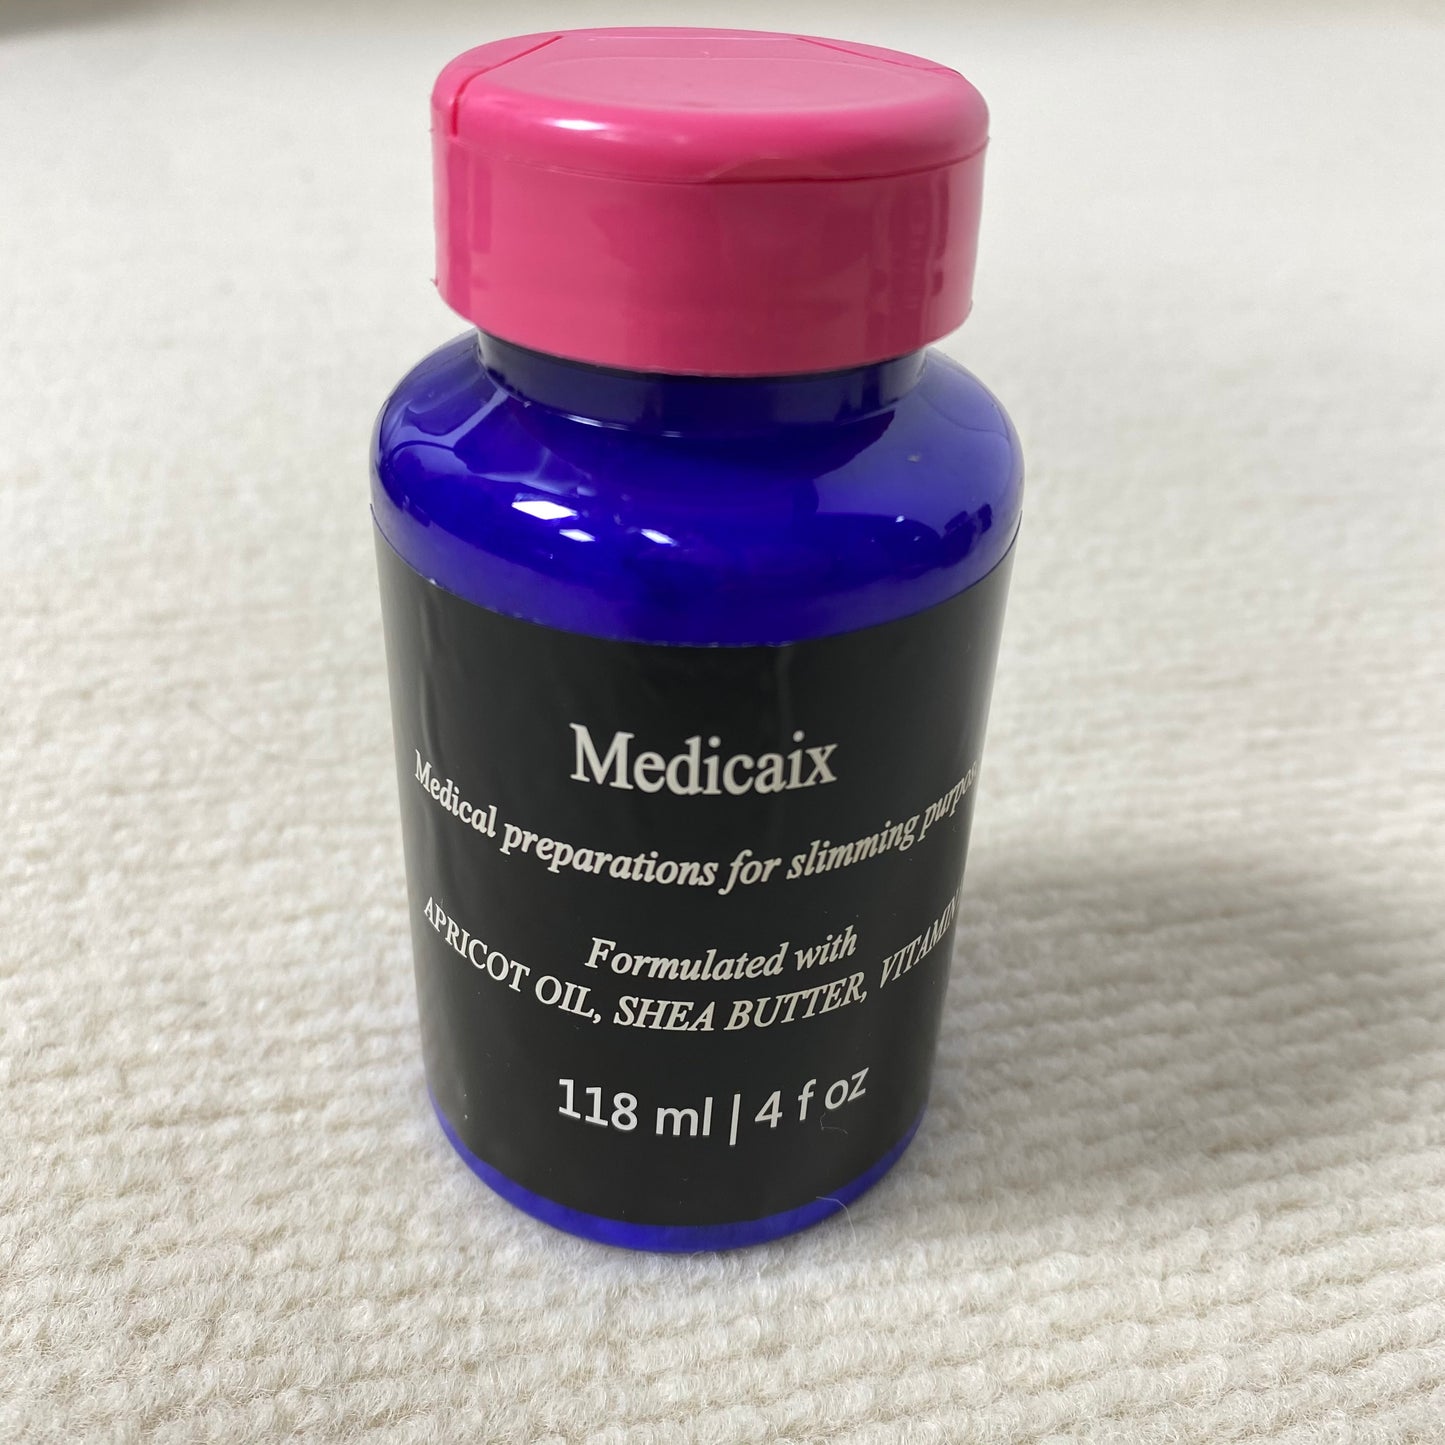 Medicaix
Medical preparations for slimming
Formulated with
APRICOT OIL, SHEA BUTTER,
118 ml | 4 f oz